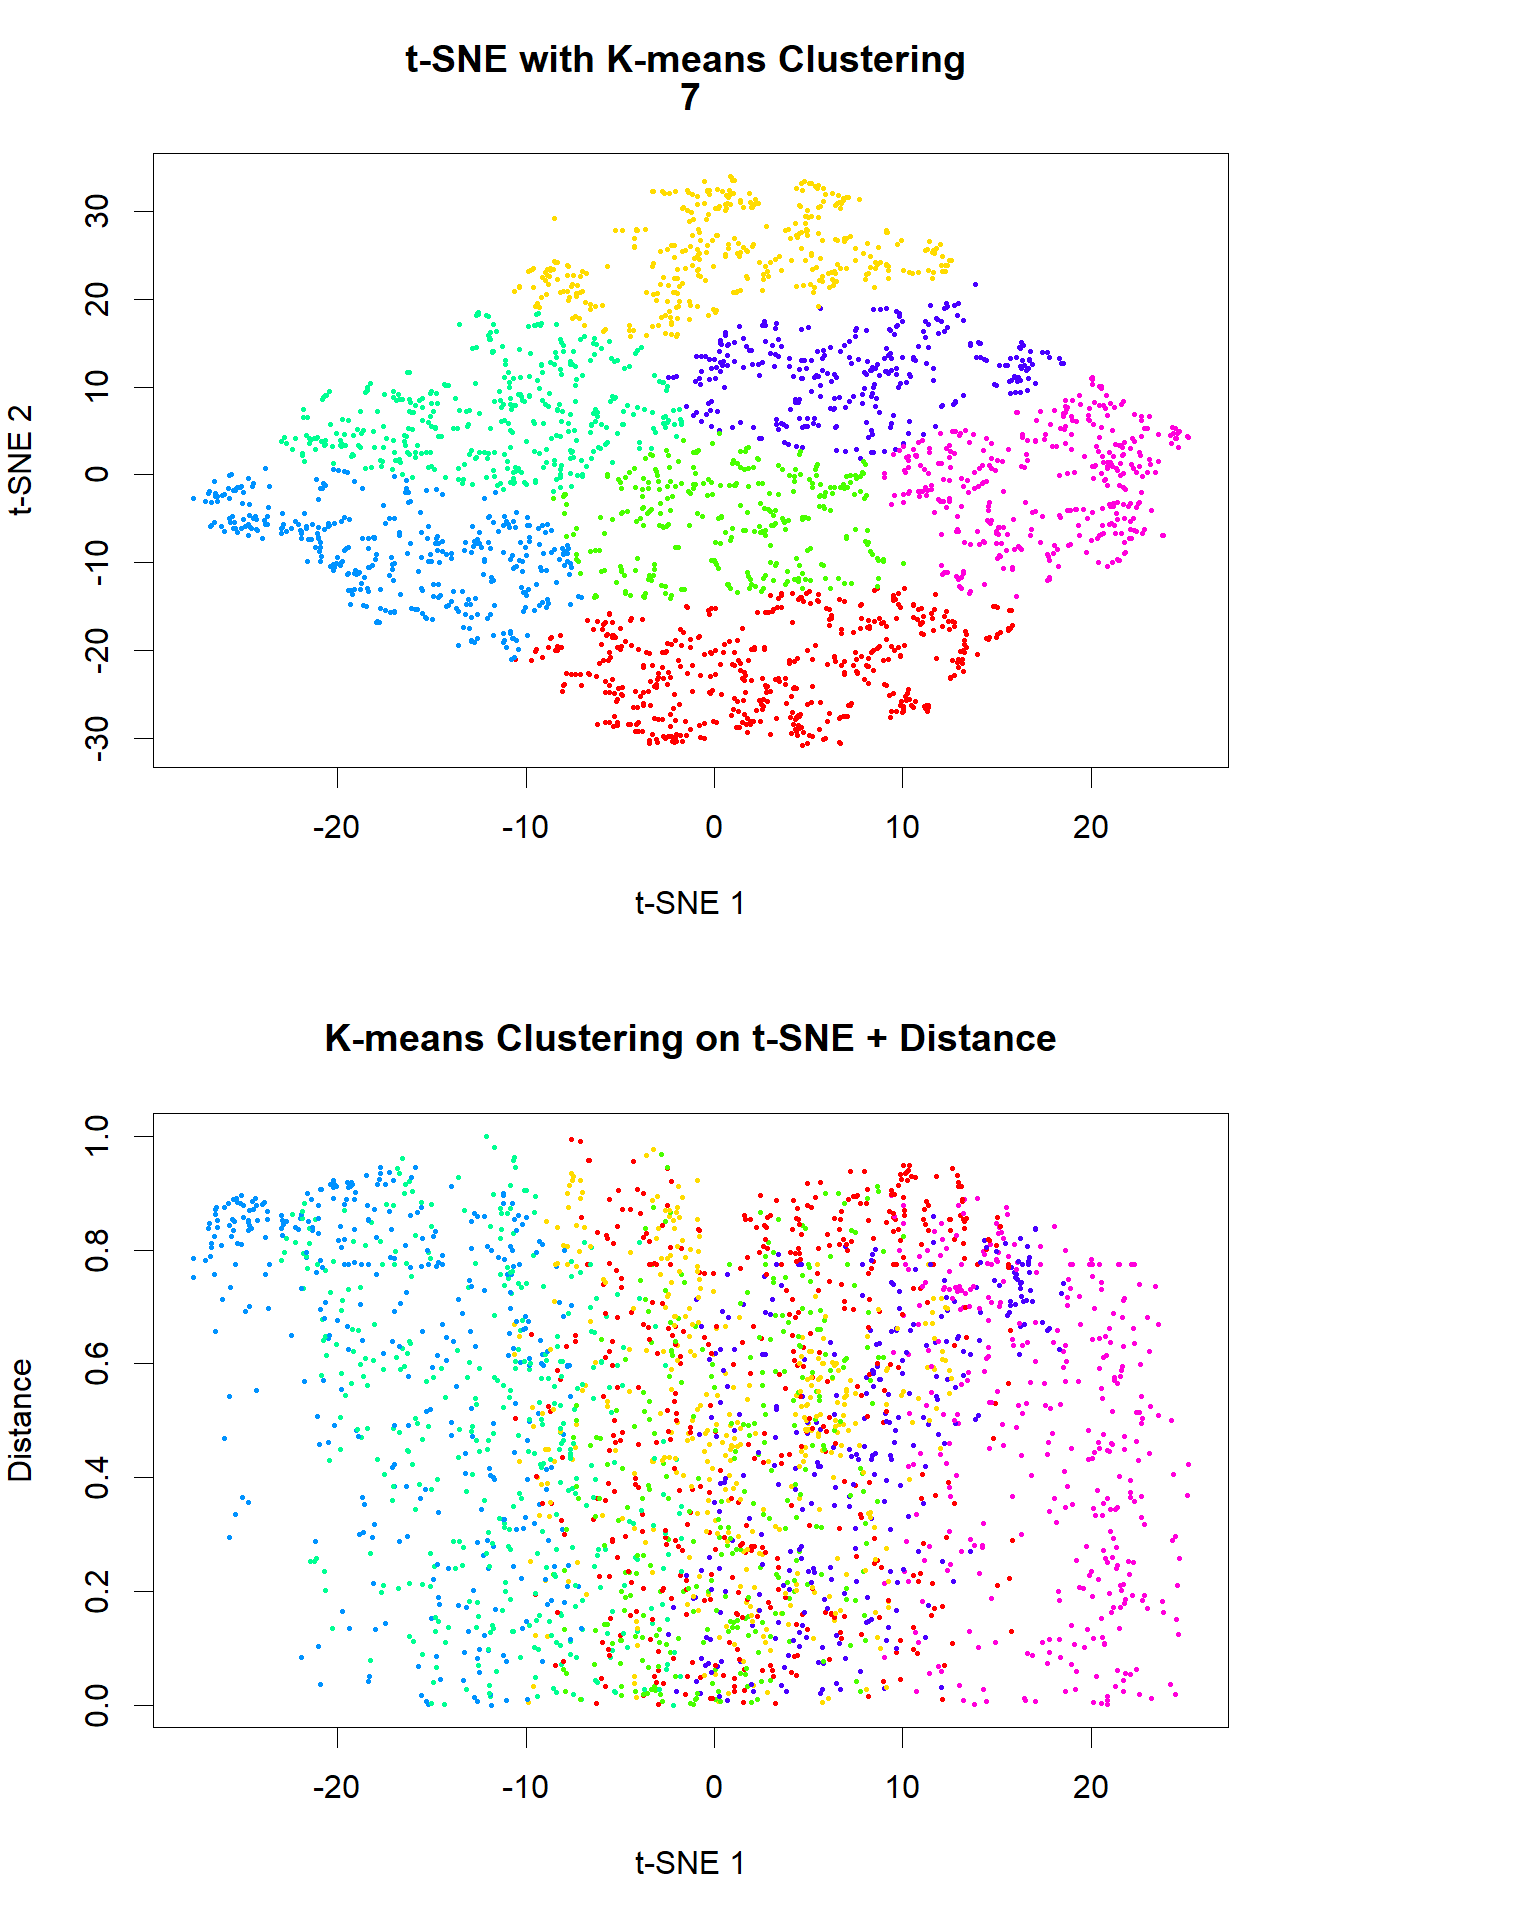 t-SNE with K-means Clustering
7
t-SNE 2
30
20
10
0
-10
-20
-30
-20 -10 0 10 20
t-SNE 1
K-means Clustering on t-SNE + Distance
Distance
1.0
0.8
0.6
0.4
0.2
0.0
-20 -10 0 10 20
t-SNE 1